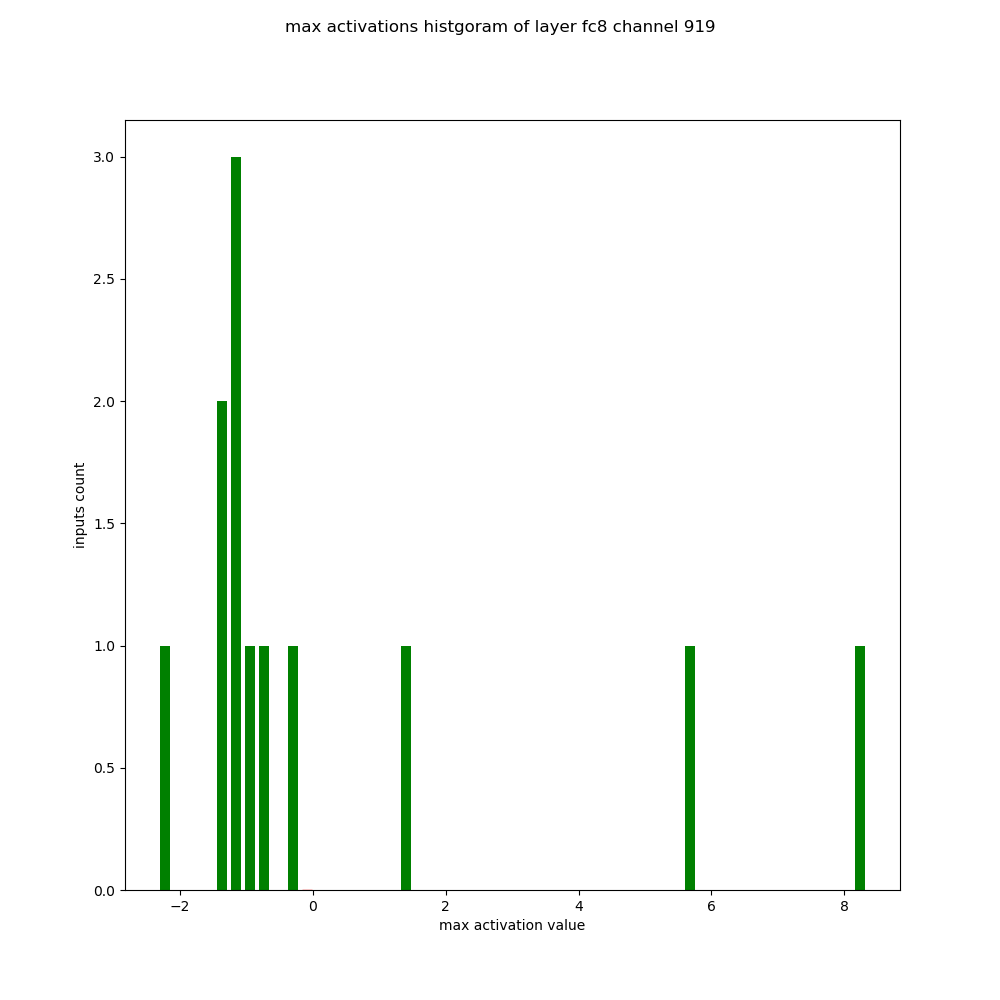 max activations histgoram of layer fc8 channel 919
3.0
2.5
2.0
1.5
1.0
0.5
0.0
inputs count
−2 0 2 4 6 8
max activation value